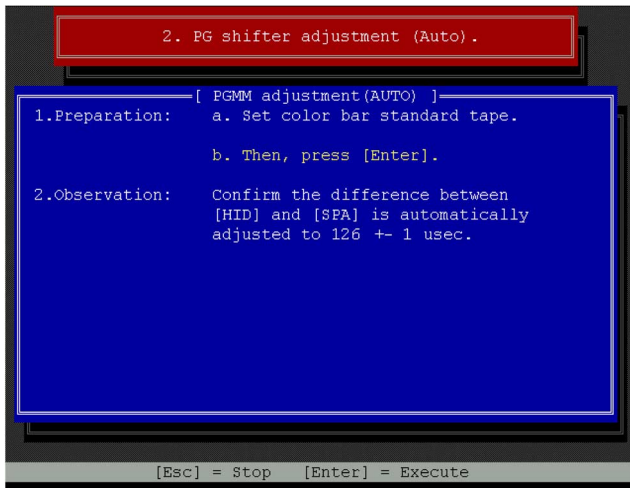 2. PG shifter adjustment (Auto).
[ PGMM adjustment(AUTO) ]
1.Preparation: a. Set color bar standard tape.
b. Then, press [Enter].
2.Observation: Confirm the difference between
[HID] and [SPA] is automatically
adjusted to 126 +- 1 usec.
[Esc] = Stop [Enter] = Execute